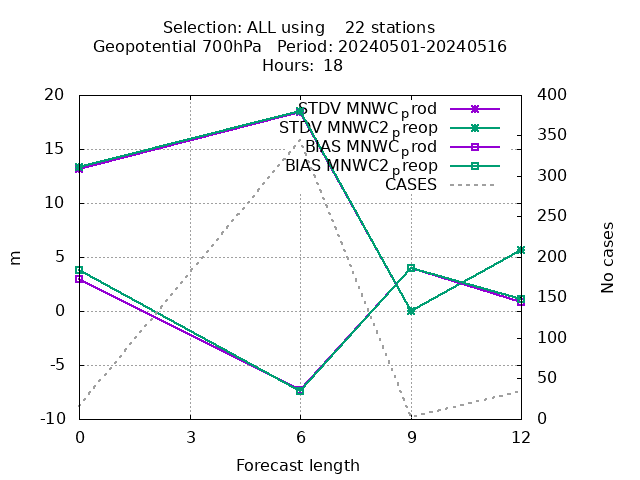 Selection: ALL using    22 stations
Geopotential 700hPa   Period: 20240501-20240516
Hours: 18
STDV MNWC_prod
STDV MNWC2_preop
BIAS MNWC_prod
BIAS MNWC2_preop
CASES
20
15
10
5
0
-5
-10
m
400
350
300
250
200
150
100
50
0
No cases
0 3 6 9 12
Forecast length